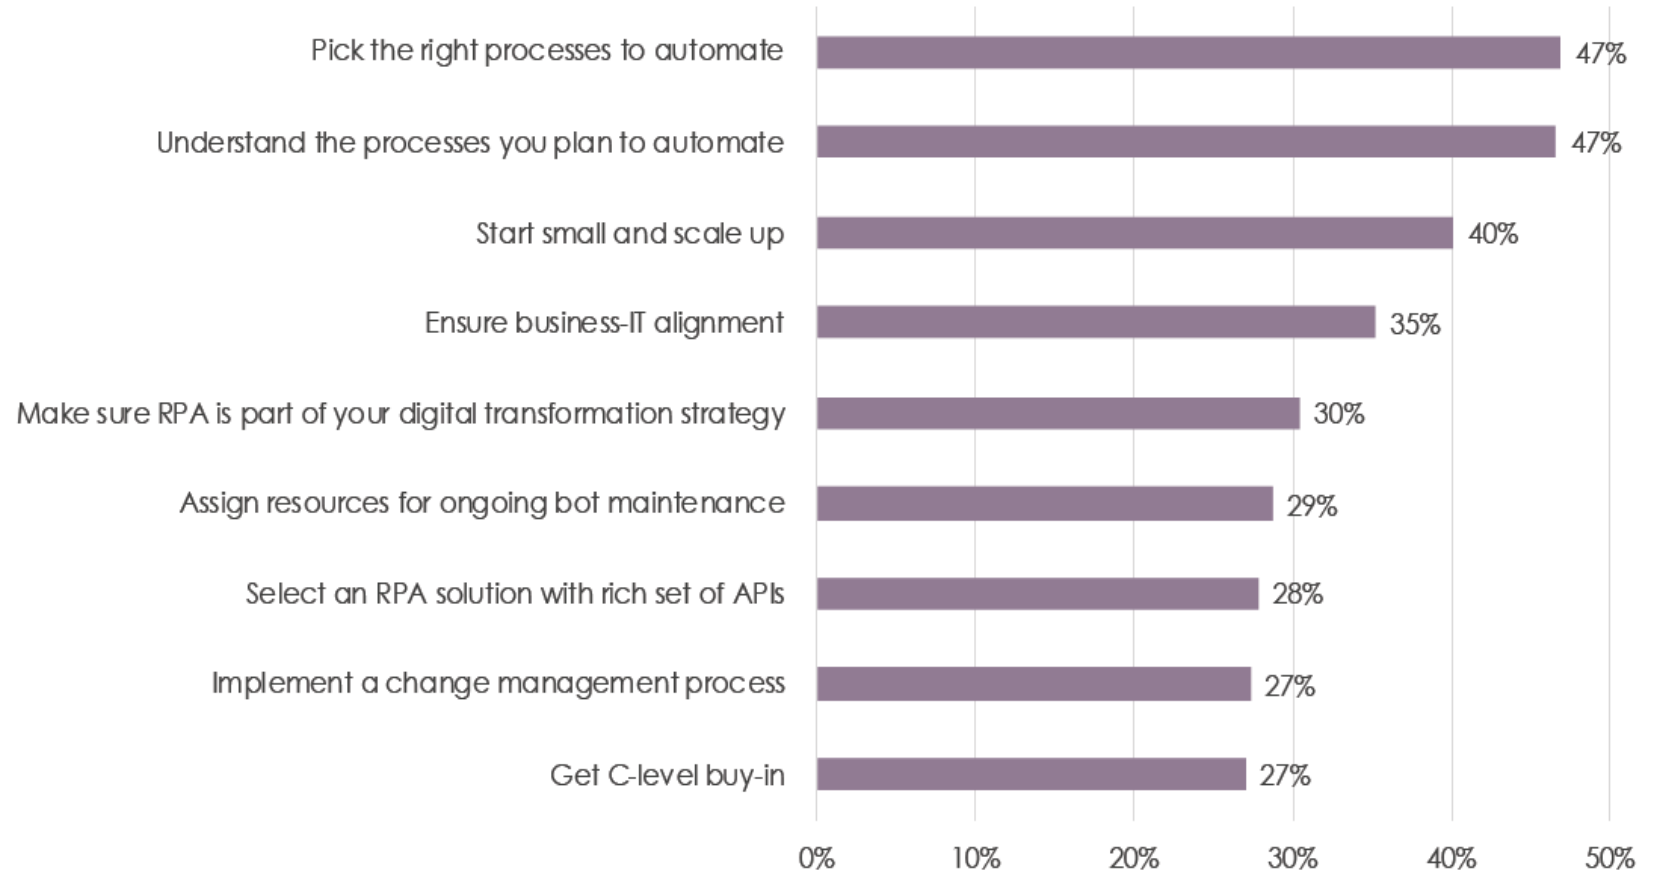 Pick the right processes to automate 47%
Understand the processes you plan to automate 47%
Start small and scale up 40%
Ensure business-IT alignment 35%
Make sure RPA is part of your digital transformation strategy 30%
Assign resources for ongoing bot maintenance 29%
Select an RPA solution with rich set of APIs 28%
Implement a change management process 27%
Get C-level buy-in 27%
0% 10% 20% 30% 40% 50%